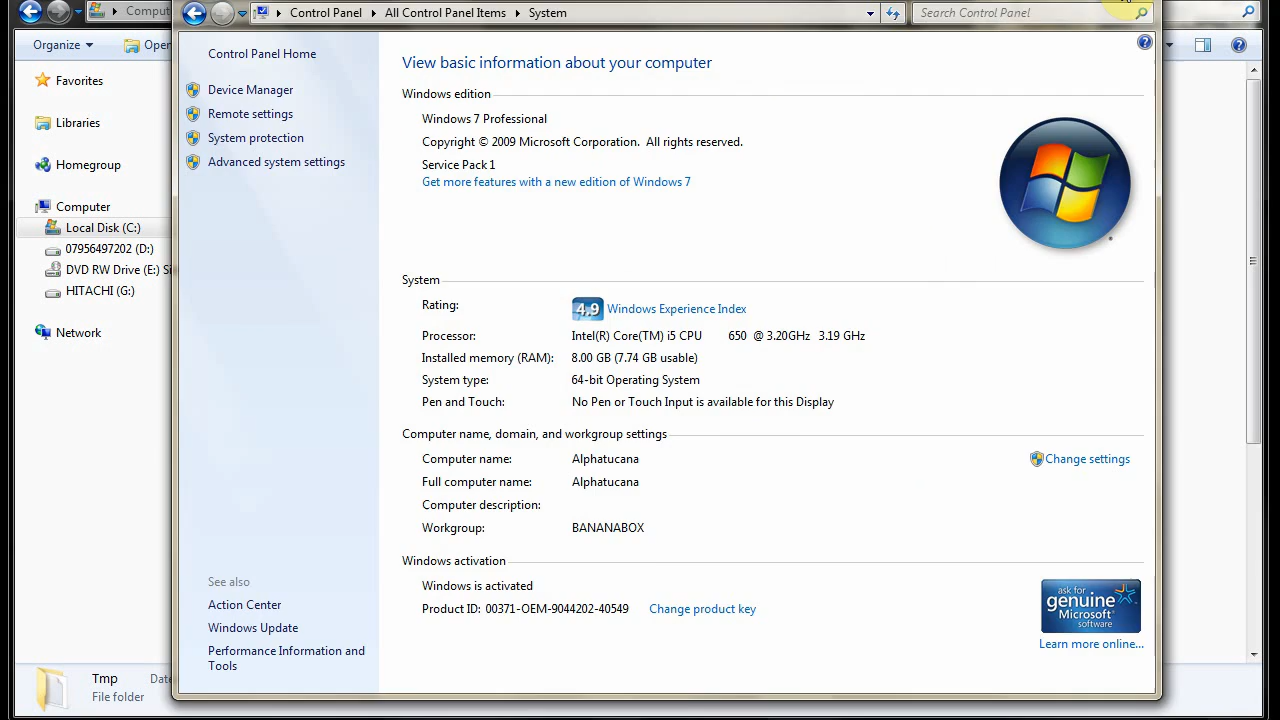 Comput
Control Panel
All Control Panel Items
System
Search Control Panel
Organize
Open
Favorites
Libraries
Homegroup
Computer
Local Disk (C:)
07956497202 (D:)
DVD RW Drive (E:) Si
HITACHI (G:)
Network
Control Panel Home
Device Manager
Remote settings
System protection
Advanced system settings
See also
Action Center
Windows Update
Performance Information and
Tools
View basic information about your computer
Windows edition
Windows 7 Professional
Copyright © 2009 Microsoft Corporation. All rights reserved.
Service Pack 1
Get more features with a new edition of Windows 7
System
Rating: 4,9 Windows Experience Index
Processor: Intel(R) Core(TM) i5 CPU 650 @ 3.20GHz 3.19 GHz
Installed memory (RAM): 8.00 GB (7.74 GB usable)
System type: 64-bit Operating System
Pen and Touch: No Pen or Touch Input is available for this Display
Computer name, domain, and workgroup settings
Computer name: Alphatucana
Change settings
Full computer name: Alphatucana
Computer description:
Workgroup: BANANABOX
Windows activation
Windows is activated
Product ID: 00371-OEM-9044202-40549 Change product key
ask for
genuine
Microsoft
software
Learn more online...
Tmp
Date
File folder